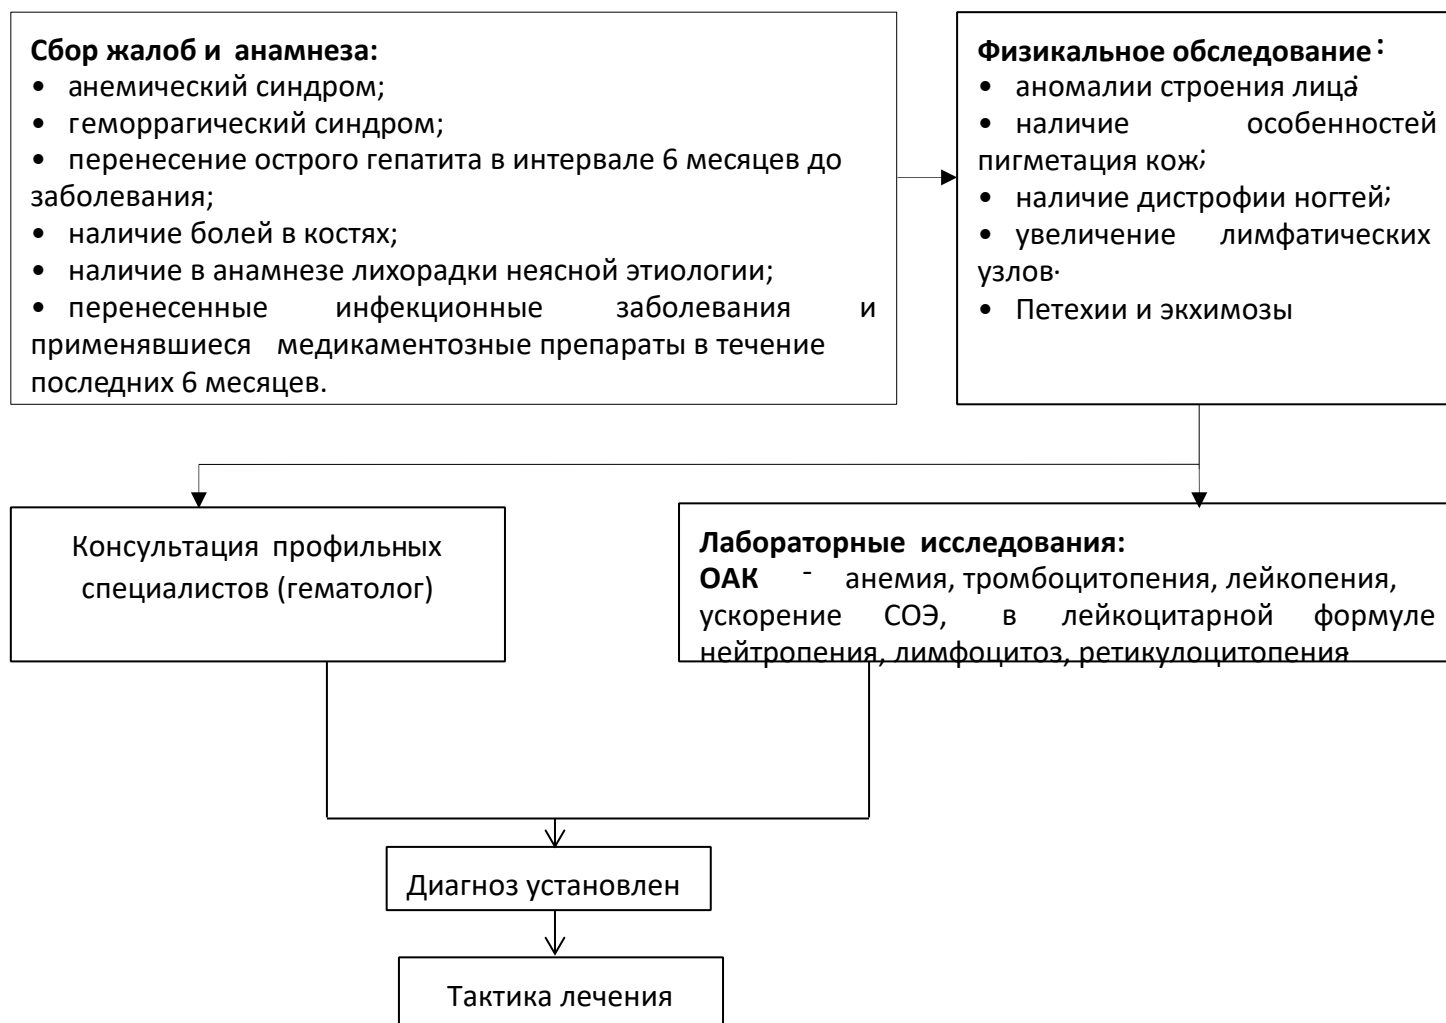 Сбор жалоб и анамнеза:
• анемический синдром;
• геморрагический синдром;
• перенесение острого гепатита в интервале 6 месяцев до
заболевания;
• наличие болей в костях;
• наличие в анамнезе лихорадки неясной этиологии;
• перенесенные инфекционные заболевания и
применявшиеся медикаментозные препараты в течение
последних 6 месяцев.
Физикальное обследование:
• аномалии строения лица;
• наличие особенностей
пигметация кож;
• наличие дистрофии ногтей;
• увеличение лимфатических
узлов.
• Петехии и экхимозы
Консультация профильных
специалистов (гематолог)
Лабораторные исследования:
ОАК - анемия, тромбоцитопения, лейкопения,
ускорение СОЭ, в лейкоцитарной формуле
нейтропения, лимфоцитоз, ретикулоцитопения.
Диагноз установлен
Тактика лечения